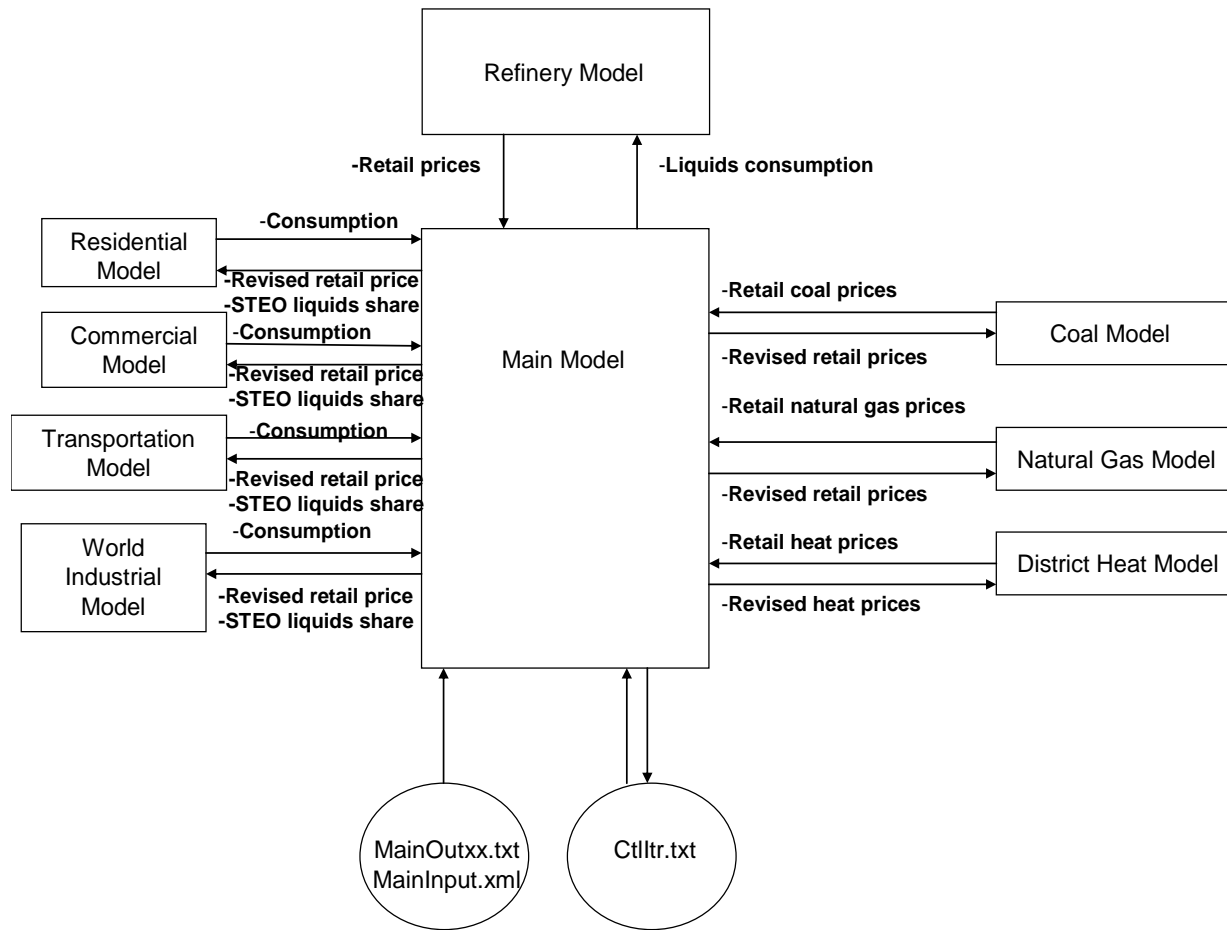 Refinery Model
-Retail prices
-Liquids consumption
Residential
Model
-Consumption
-Revised retail price
-STEO liquids share
Commercial
Model
-Consumption
-Revised retail price
-STEO liquids share
Transportation
Model
-Consumption
-Revised retail price
-STEO liquids share
World
Industrial
Model
-Consumption
-Revised retail price
-STEO liquids share
Main Model
-Retail coal prices
-Revised retail prices
Coal Model
-Retail natural gas prices
-Revised retail prices
Natural Gas Model
-Retail heat prices
-Revised heat prices
District Heat Model
MainOutxx.txt
MainInput.xml
CtlItr.txt